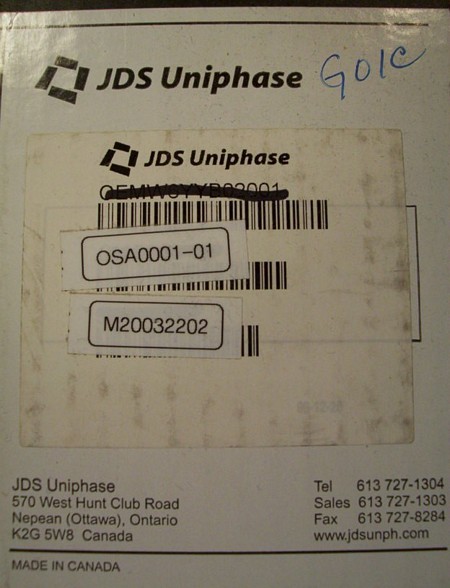 JDS Uniphase
JDS Uniphase
OSA0001-01
M20032202
JDS Uniphase
570 West Hunt Club Road
Nepean (Ottawa), Ontario
K2G 5W8 Canada
Tel 613 727-1304
Sales 613 727-1303
Fax 613 727-8284
www.jdsunph.com
MADE IN CANADA